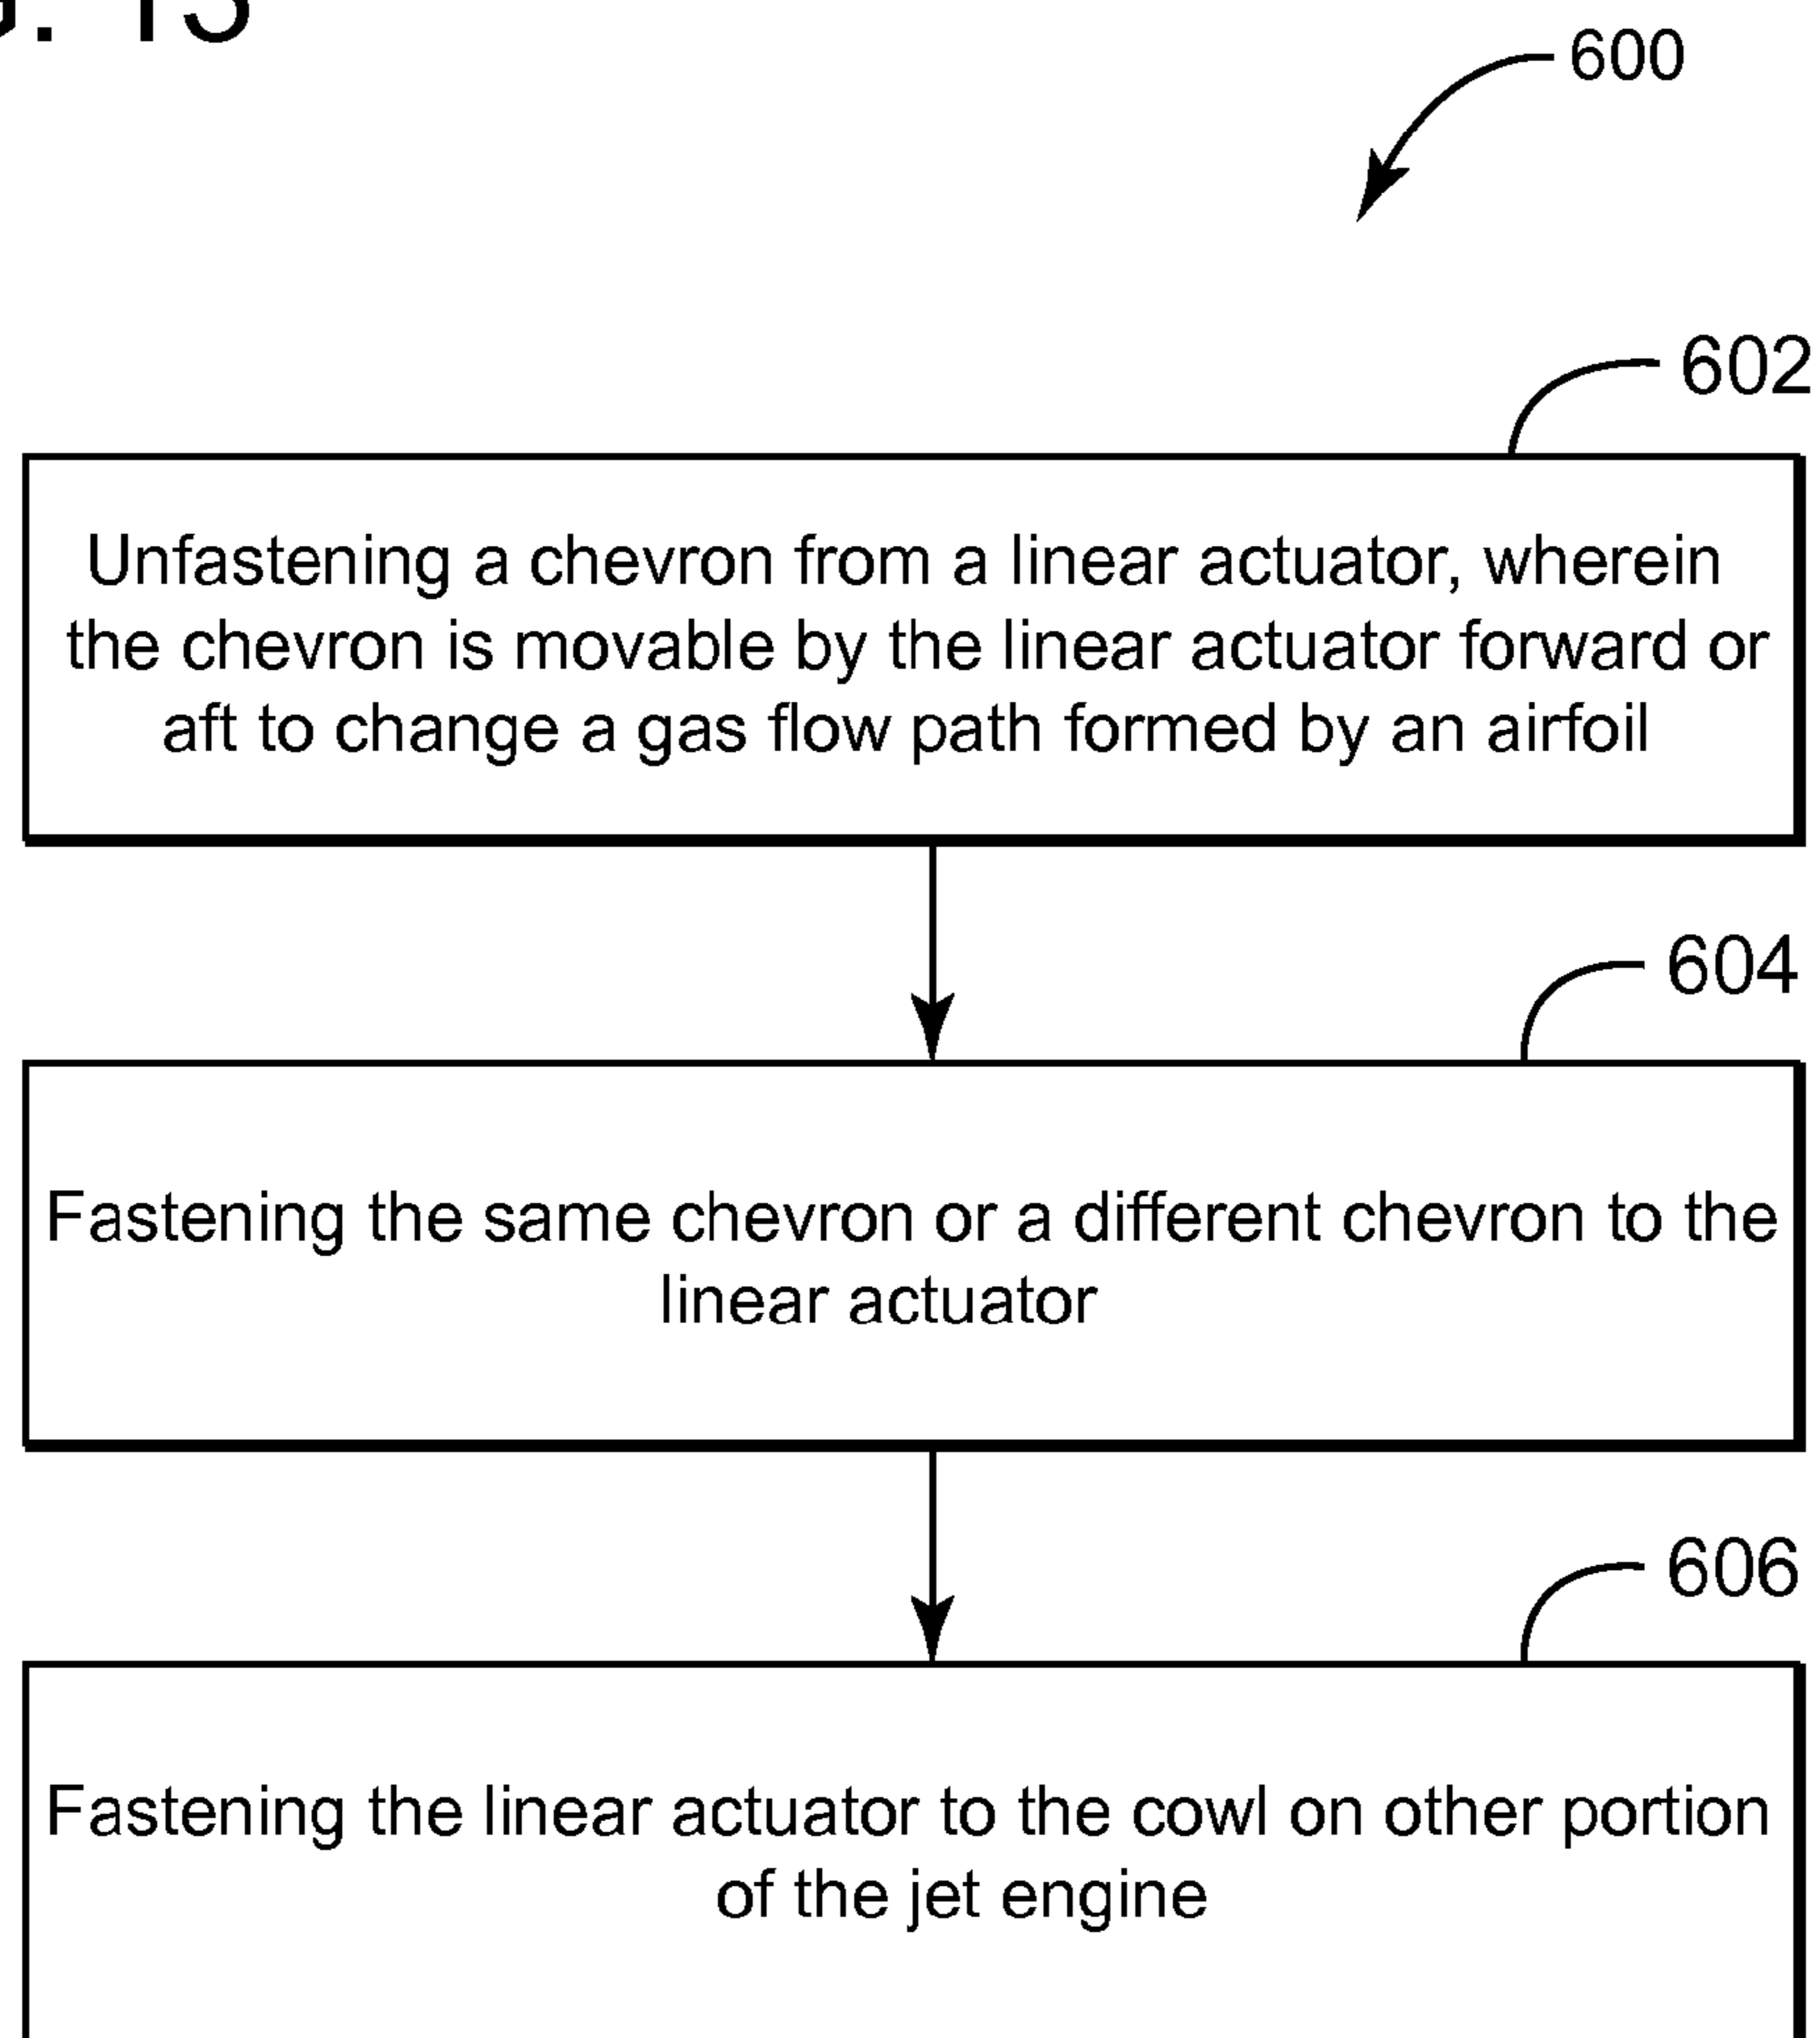 . 13
600
602
Unfastening a chevron from a linear actuator, wherein
the chevron is movable by the linear actuator forward or
aft to change a gas flow path formed by an airfoil
604
Fastening the same chevron or a different chevron to the
linear actuator
606
Fastening the linear actuator to the cowl on other portion
of the jet engine